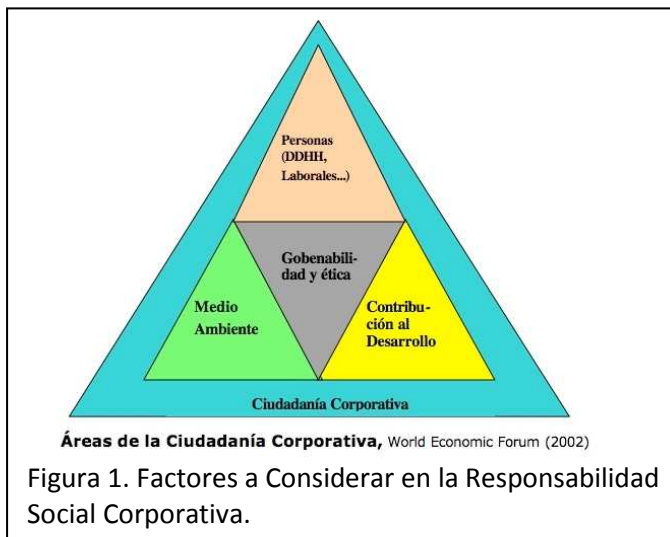 Personas
(DDHH,
Laborales...)
Gobenabili-
dad y ética
Medio
Ambiente
Contribu-
ción al
Desarrollo
Ciudadanía Corporativa
Áreas de la Ciudadanía Corporativa, World Economic Forum (2002)
Figura 1. Factores a Considerar en la Responsabilidad
Social Corporativa.